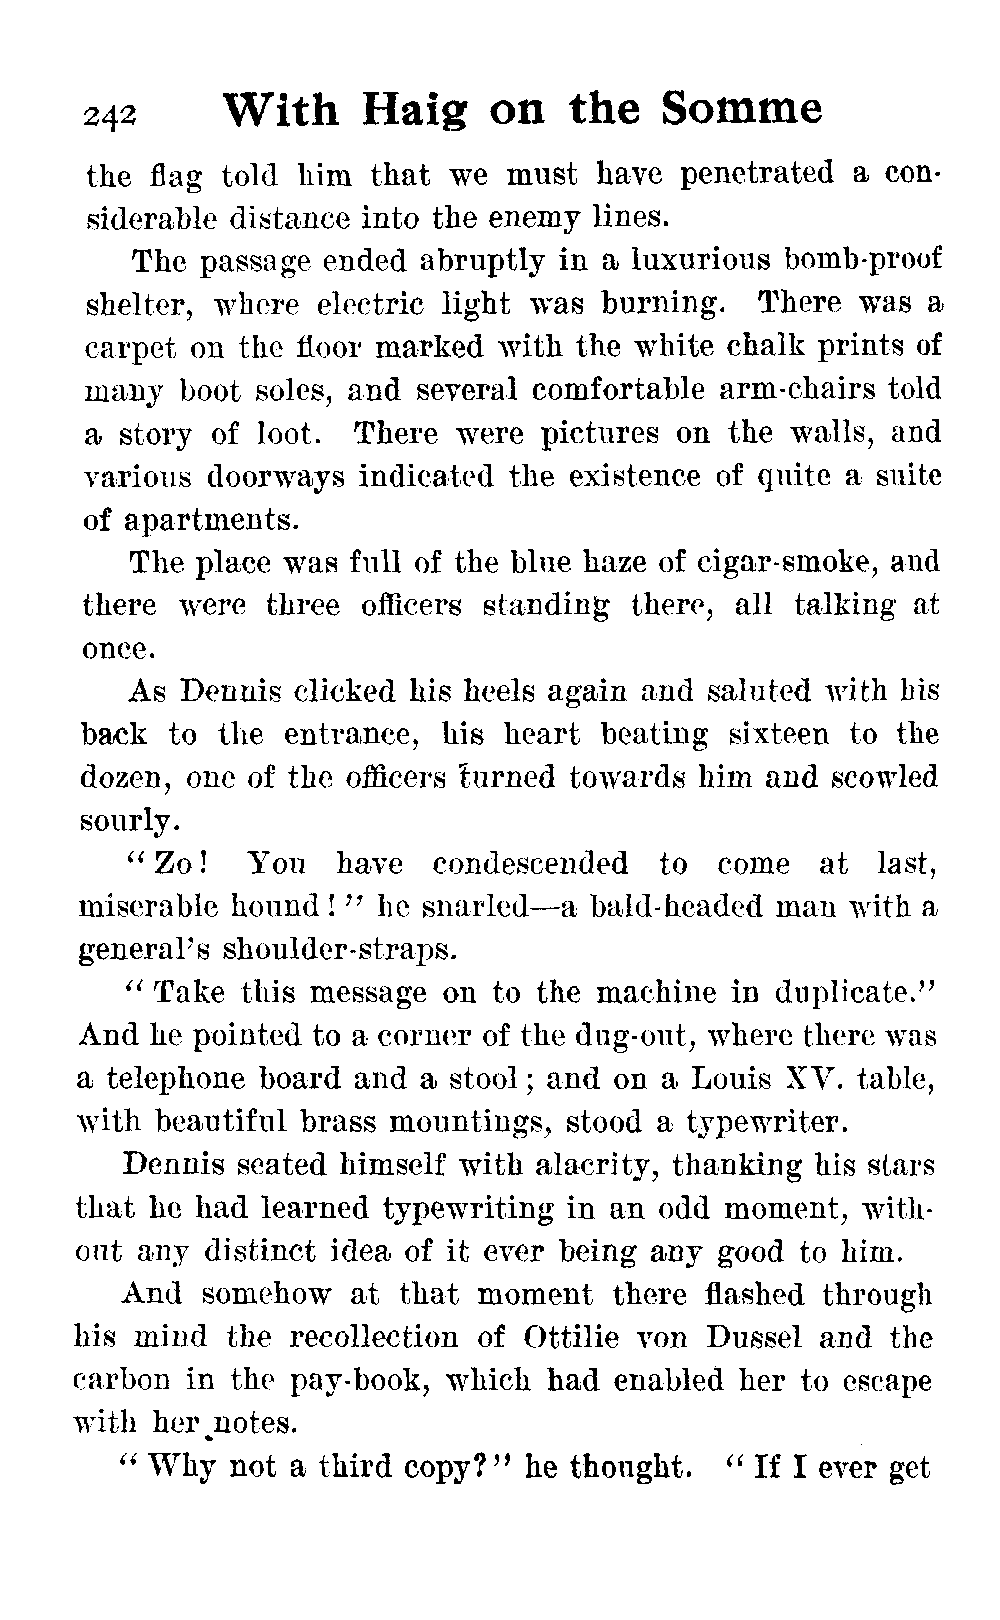 242 With Haig on the Somme
the flag told him that we must have penetrated a con-
siderable distance into the enemy lines.
The passage ended abruptly in a luxurious bomb-proof
shelter, where electric light was burning. There was a
carpet on the floor marked with the white chalk prints of
many boot soles, and several comfortable arm-chairs told
a story of loot. There were pictures on the walls, and
various doorways indicated the existence of quite a suite
of apartments.
The place was full of the blue haze of cigar-smoke, and
there were three officers standing there, all talking at
once.
As Dennis clicked his heels again and saluted with his
back to the entrance, his heart beating sixteen to the
dozen, one of the officers turned towards him and scowled
sourly.
“Zo! You have condescended to come at last,
miserable hound!” he snarled—a bald-headed man with a
general's shoulder-straps.
“Take this message on to the machine in duplicate.”
And he pointed to a corner of the dug-out, where there was
a telephone board and a stool; and on a Louis XV. table,
with beautiful brass mountings, stood a typewriter.
Dennis seated himself with alacrity, thanking his stars
that he had learned typewriting in an odd moment, with-
out any distinct idea of it ever being any good to him.
And somehow at that moment there flashed through
his mind the recollection of Ottilie von Dussel and the
carbon in the pay-book, which had enabled her to escape
with her notes.
“Why not a third copy?” he thought. “If I ever get